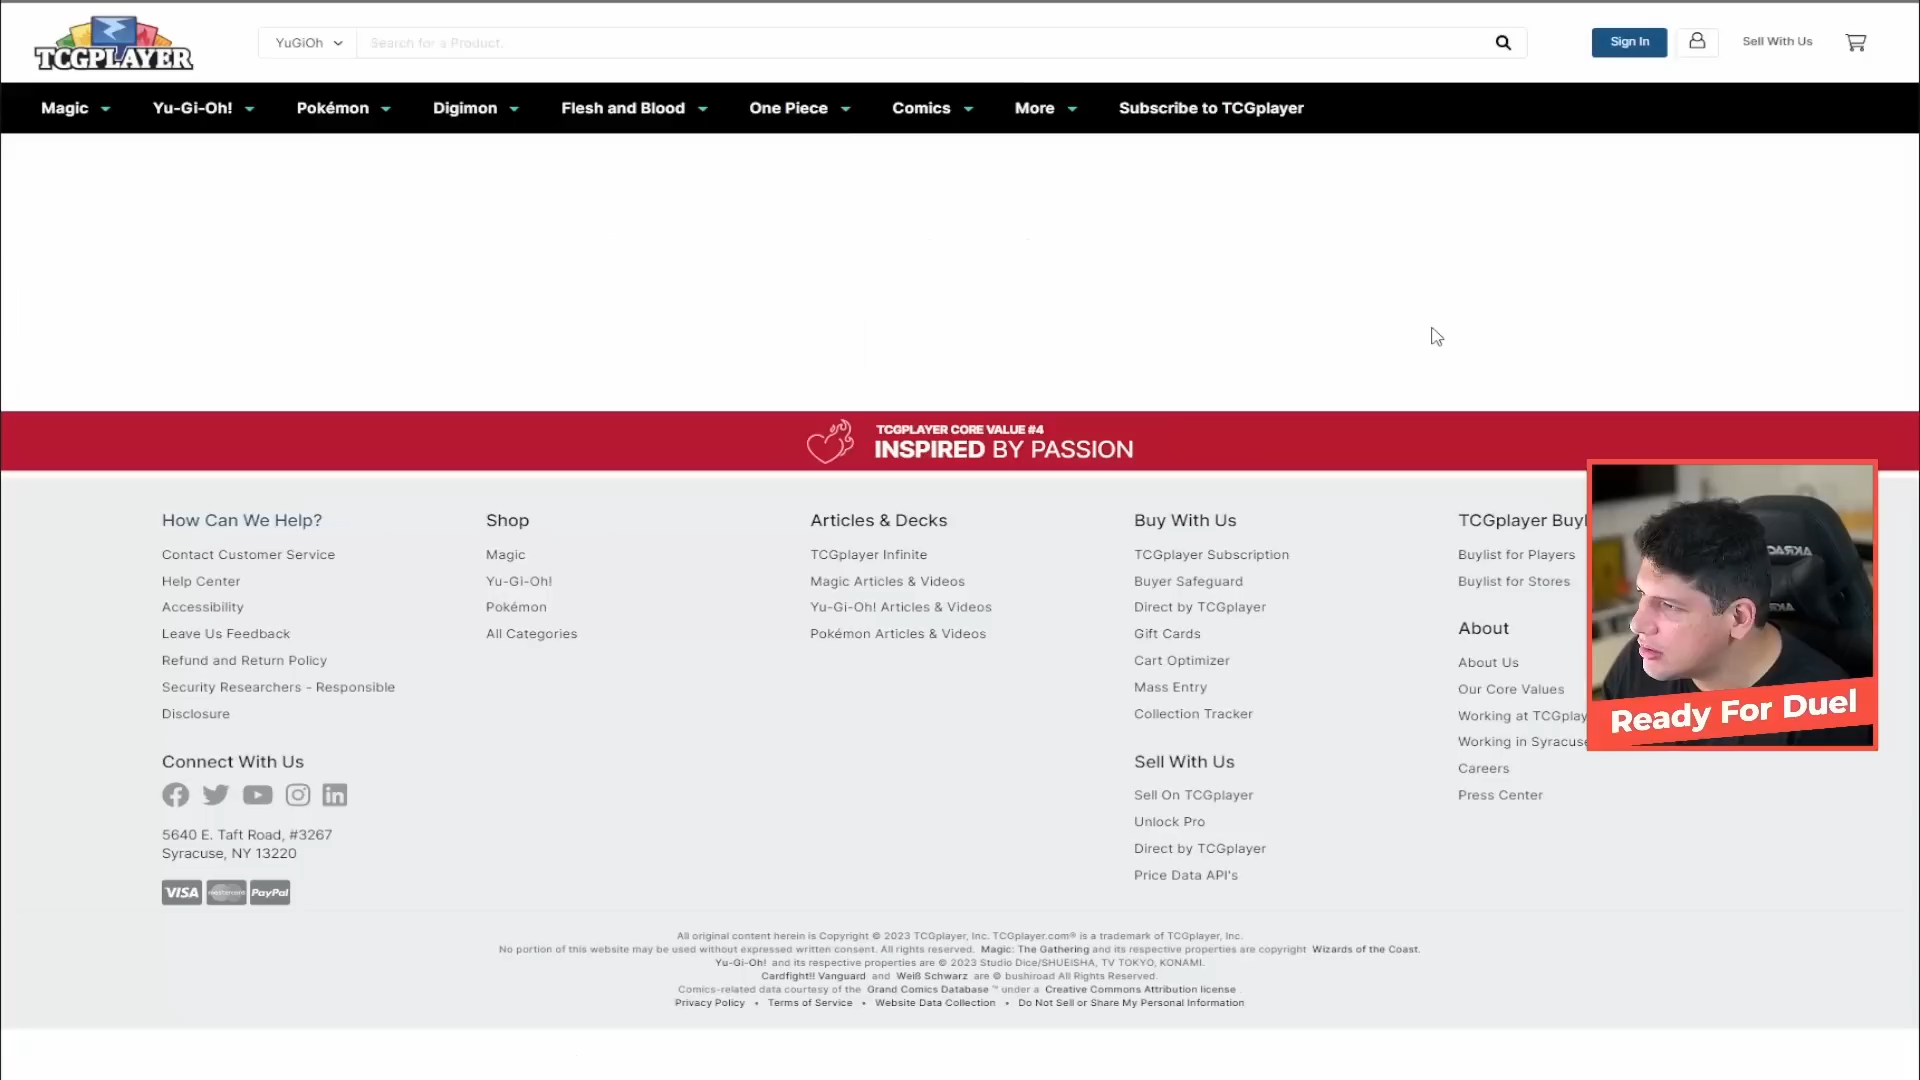 TCGPLAYER
YuGiOh
Search for a Product.
Sign In
Sell With Us
Magic
Yu-Gi-Oh!
Pokémon
Digimon
Flesh and Blood
One Piece
Comics
More
Subscribe to TCGplayer
TCGPLAYER CORE VALUE #4
INSPIRED BY PASSION
How Can We Help?
Contact Customer Service
Help Center
Accessibility
Leave Us Feedback
Refund and Return Policy
Security Researchers - Responsible
Disclosure
Connect With Us
5640 E. Taft Road, #3267
Syracuse, NY 13220
VISA
mastercard
PayPal
Shop
Magic
Yu-Gi-Oh!
Pokémon
All Categories
Articles & Decks
TCGplayer Infinite
Magic Articles & Videos
Yu-Gi-Oh! Articles & Videos
Pokémon Articles & Videos
Buy With Us
TCGplayer Subscription
Buyer Safeguard
Direct by TCGplayer
Gift Cards
Cart Optimizer
Mass Entry
Collection Tracker
Sell With Us
Sell On TCGplayer
Unlock Pro
Direct by TCGplayer
Price Data API's
TCGplayer Buyl
Buylist for Players
Buylist for Stores
About
About Us
Our Core Values
Working at TCGplay
Working in Syracuse
Careers
Press Center
AKRAC
Ready For Duel
All original content herein is Copyright © 2023 TCGplayer, Inc. TCGplayer.com® is a trademark of TCGplayer, Inc.
No portion of this website may be used without expressed written consent. All rights reserved. Magic: The Gathering and its respective properties are copyright Wizards of the Coast.
Yu-Gi-Oh! and its respective properties are © 2023 Studio Dice/SHUEISHA, TV TOKYO, KONAMI.
Cardfight!! Vanguard and Weiß Schwarz are © bushiroad All Rights Reserved.
Comics-related data courtesy of the Grand Comics Database ™ under a Creative Commons Attribution license
Privacy Policy • Terms of Service • Website Data Collection • Do Not Sell or Share My Personal Information